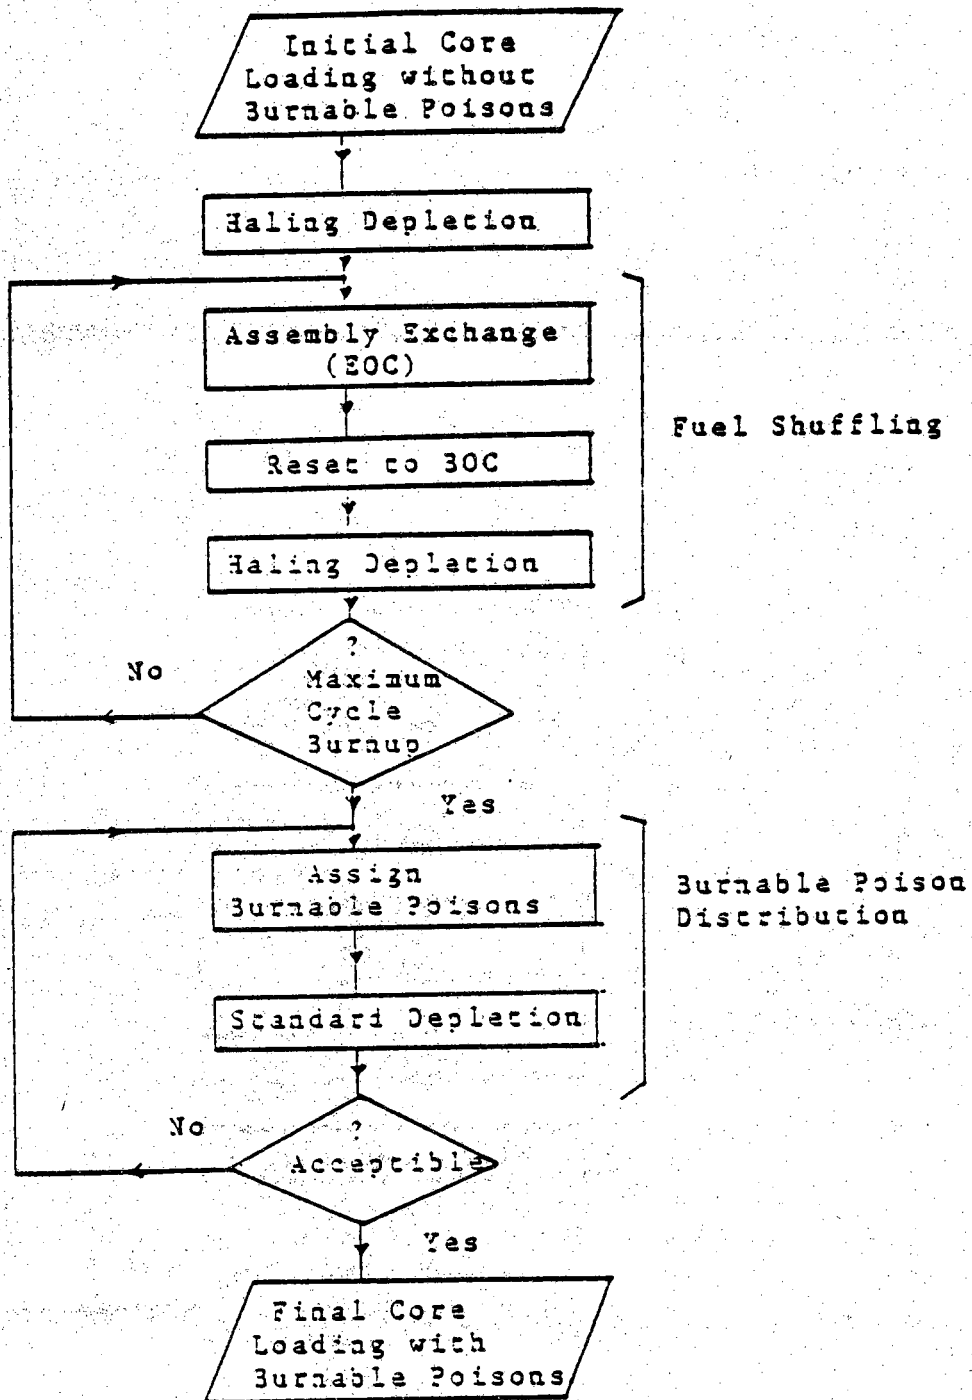 Initial Core
Loading without
Burnable Poisons
Haling Depletion
Assembly Exchange
(EOC)
Reset to BOC
Haling Depletion
Fuel Shuffling
?
Maximum
Cycle
Burnup
No
Yes
Assign
Burnable Poisons
Standard Depletion
Burnable Poison
Distribution
?
Acceptible
No
Yes
Final Core
Loading with
Burnable Poisons